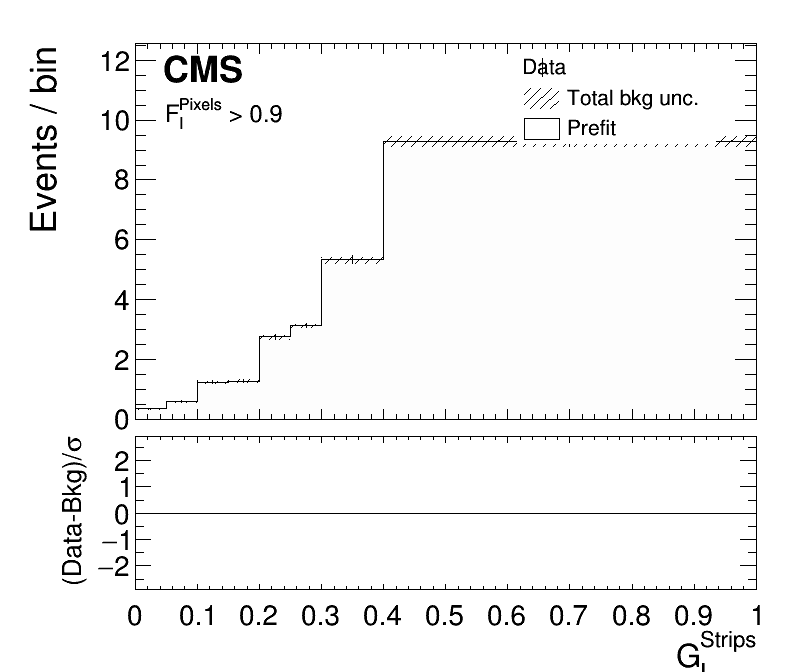 CMS
F_I^Pixels > 0.9
Data
Total bkg unc.
Prefit
Events / bin
12
10
8
6
4
2
0
(Data-Bkg)/σ
2
1
0
−1
−2
0 0.1 0.2 0.3 0.4 0.5 0.6 0.7 0.8 0.9 1
G_I^Strips